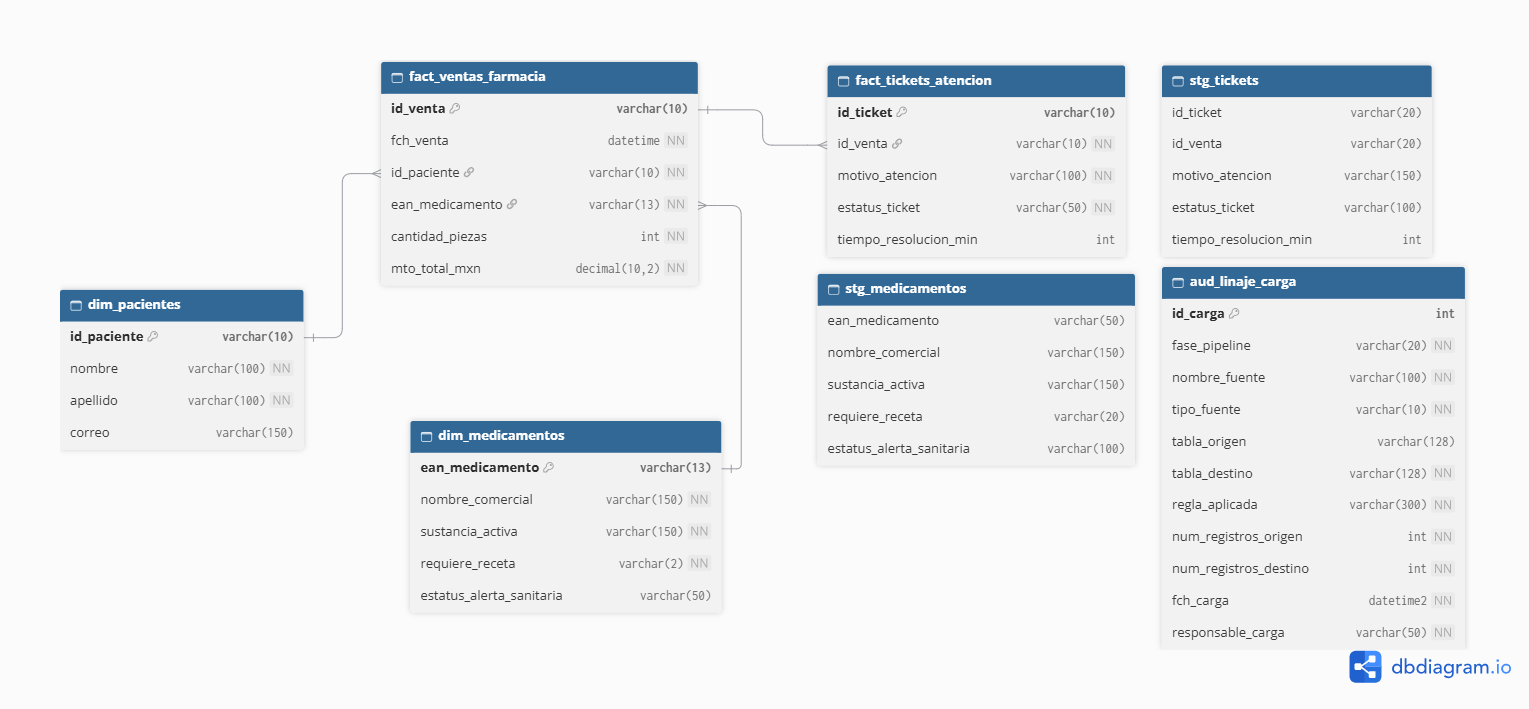 fact_ventas_farmacia
id_venta varchar(10)
fch_venta datetime NN
id_paciente varchar(10) NN
ean_medicamento varchar(13) NN
cantidad_piezas int NN
mto_total_mxn decimal(10,2) NN
fact_tickets_atencion
id_ticket varchar(10)
id_venta varchar(10) NN
motivo_atencion varchar(100) NN
estatus_ticket varchar(50) NN
tiempo_resolucion_min int
stg_tickets
id_ticket varchar(20)
id_venta varchar(20)
motivo_atencion varchar(150)
estatus_ticket varchar(100)
tiempo_resolucion_min int
dim_pacientes
id_paciente varchar(10)
nombre varchar(100) NN
apellido varchar(100) NN
correo varchar(150)
dim_medicamentos
ean_medicamento varchar(13)
nombre_comercial varchar(150) NN
sustancia_activa varchar(150) NN
requiere_receta varchar(2) NN
estatus_alerta_sanitaria varchar(50)
stg_medicamentos
ean_medicamento varchar(50)
nombre_comercial varchar(150)
sustancia_activa varchar(150)
requiere_receta varchar(20)
estatus_alerta_sanitaria varchar(100)
aud_linaje_carga
id_carga int
fase_pipeline varchar(20) NN
nombre_fuente varchar(100) NN
tipo_fuente varchar(10) NN
tabla_origen varchar(128)
tabla_destino varchar(128) NN
regla_aplicada varchar(300) NN
num_registros_origen int NN
num_registros_destino int NN
fch_carga datetime2 NN
responsable_carga varchar(50) NN
dbdiagram.io